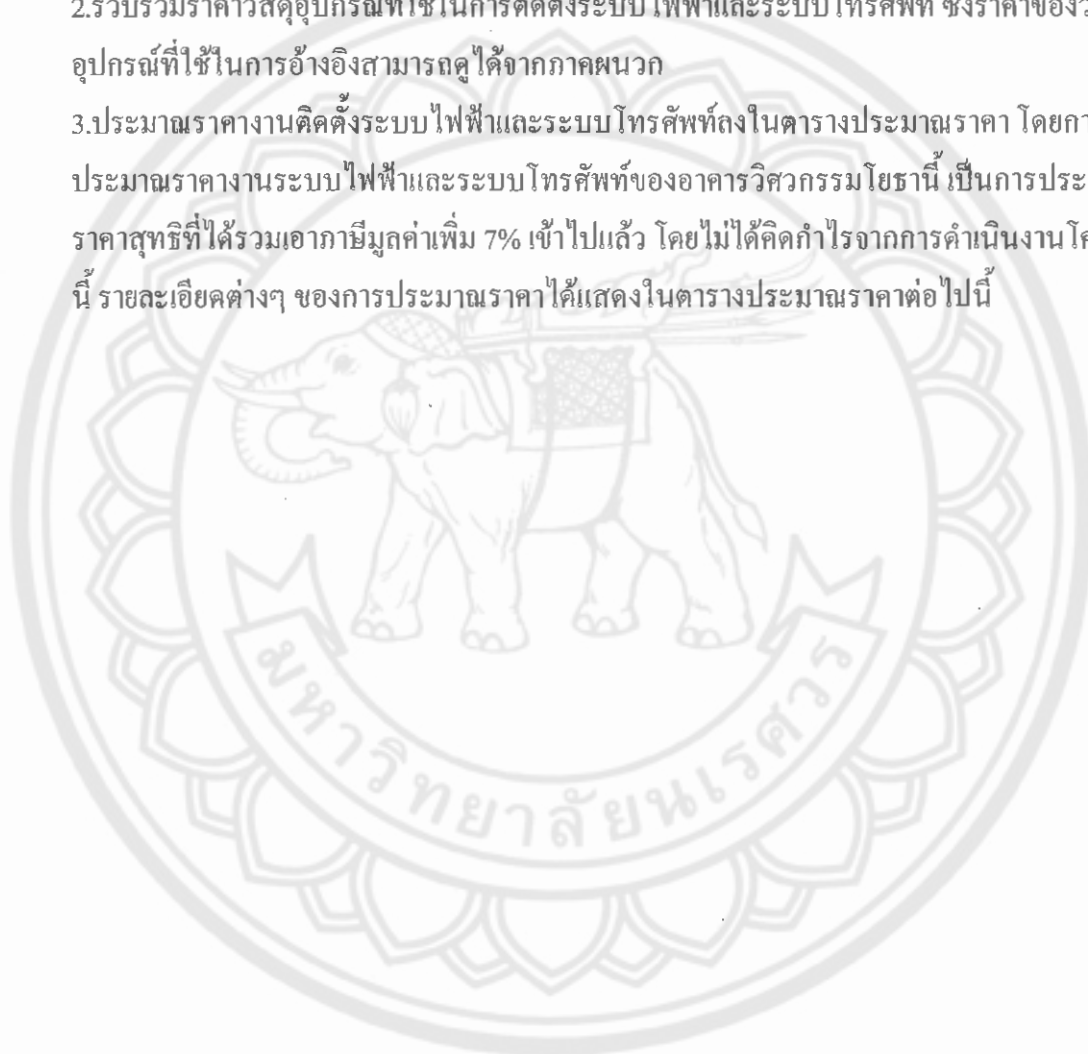 2.รวบรวมราคาวัสดุอุปกรณ์ที่ใช้ในการติดตั้งระบบไฟฟ้าและระบบโทรศัพท์ ซึ่งราคาของ
อุปกรณ์ที่ใช้ในการอ้างอิงสามารถดูได้จากภาคผนวก
3.ประมาณราคางานติดตั้งระบบไฟฟ้าและระบบโทรศัพท์ลงในตารางประมาณราคา โดยกา
ประมาณราคางานระบบไฟฟ้าและระบบโทรศัพท์ของอาคารวิศวกรรมโยธานี้ เป็นการประ
ราคาสุทธิที่ได้รวมเอาภาษีมูลค่าเพิ่ม 7% เข้าไปแล้ว โดยไม่ได้คิดกำไรจากการดำเนินงานโค
นี้ รายละเอียดต่างๆ ของการประมาณราคาได้แสดงในตารางประมาณราคาต่อไปนี้
มหาวิทยาลัยนเรศวร